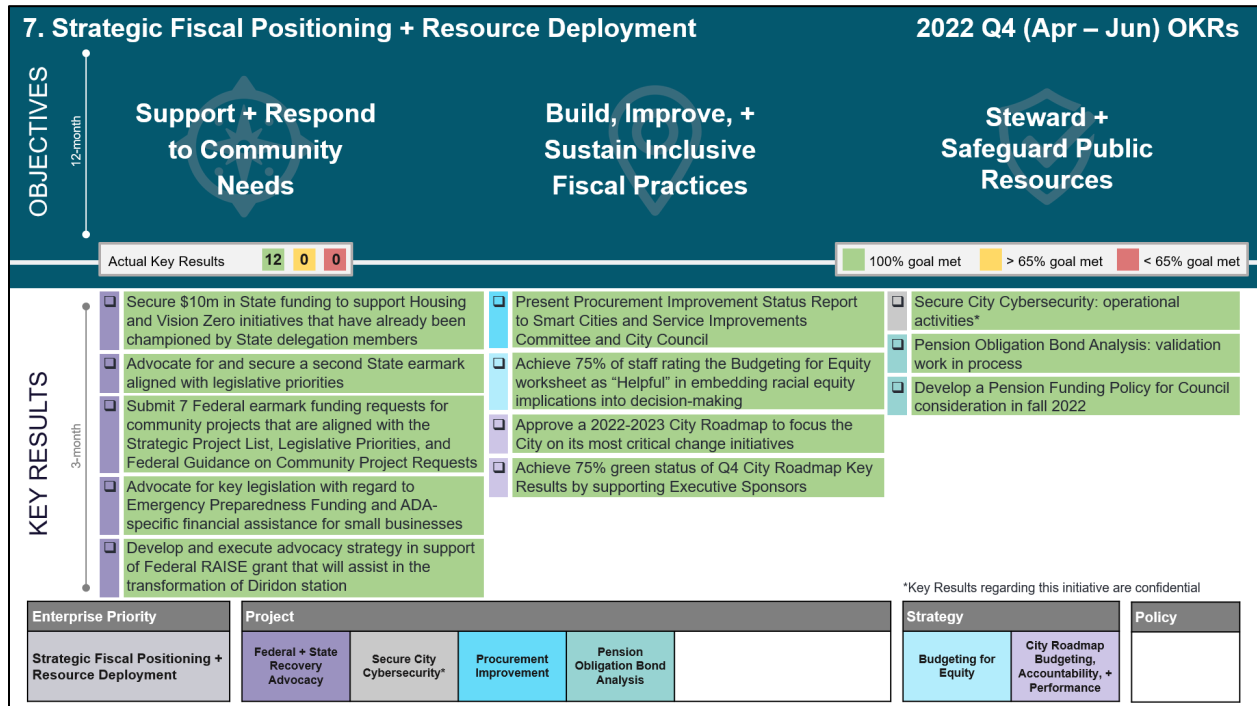 7. Strategic Fiscal Positioning + Resource Deployment
2022 Q4 (Apr – Jun) OKRs
OBJECTIVES
12-month
Support + Respond
to Community
Needs
Build, Improve, +
Sustain Inclusive
Fiscal Practices
Steward +
Safeguard Public
Resources
Actual Key Results 12 0 0
100% goal met > 65% goal met < 65% goal met
KEY RESULTS
3-month
Secure $10m in State funding to support Housing
and Vision Zero initiatives that have already been
championed by State delegation members
Advocate for and secure a second State earmark
aligned with legislative priorities
Submit 7 Federal earmark funding requests for
community projects that are aligned with the
Strategic Project List, Legislative Priorities, and
Federal Guidance on Community Project Requests
Advocate for key legislation with regard to
Emergency Preparedness Funding and ADA-
specific financial assistance for small businesses
Develop and execute advocacy strategy in support
of Federal RAISE grant that will assist in the
transformation of Diridon station
Present Procurement Improvement Status Report
to Smart Cities and Service Improvements
Committee and City Council
Achieve 75% of staff rating the Budgeting for Equity
worksheet as “Helpful” in embedding racial equity
implications into decision-making
Approve a 2022-2023 City Roadmap to focus the
City on its most critical change initiatives
Achieve 75% green status of Q4 City Roadmap Key
Results by supporting Executive Sponsors
Secure City Cybersecurity: operational
activities*
Pension Obligation Bond Analysis: validation
work in process
Develop a Pension Funding Policy for Council
consideration in fall 2022
*Key Results regarding this initiative are confidential
Enterprise Priority
Strategic Fiscal Positioning +
Resource Deployment
Project
Federal + State
Recovery
Advocacy
Secure City
Cybersecurity*
Procurement
Improvement
Pension
Obligation Bond
Analysis
Strategy
Budgeting for
Equity
City Roadmap
Budgeting,
Accountability, +
Performance
Policy